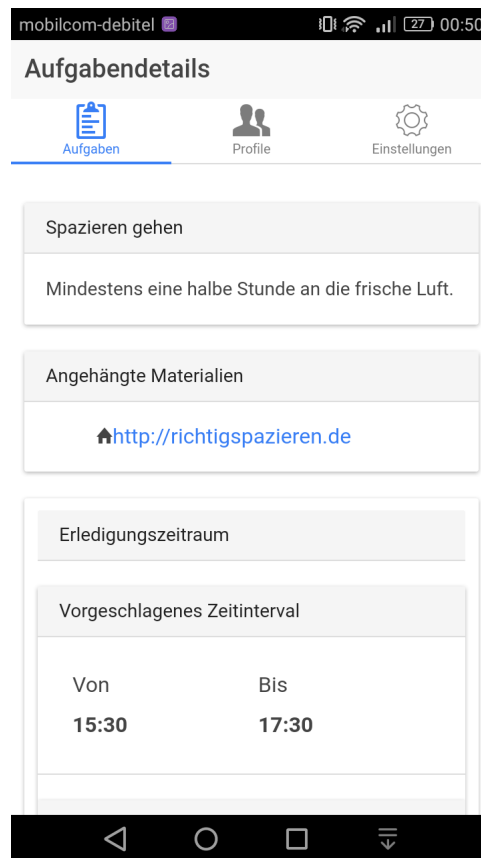 mobilcom-debitel 27 00:50
Aufgabendetails
Aufgaben Profile Einstellungen
Spazieren gehen
Mindestens eine halbe Stunde an die frische Luft.
Angehängte Materialien
http://richtigspazieren.de
Erledigungszeitraum
Vorgeschlagenes Zeitinterval
Von Bis
15:30 17:30